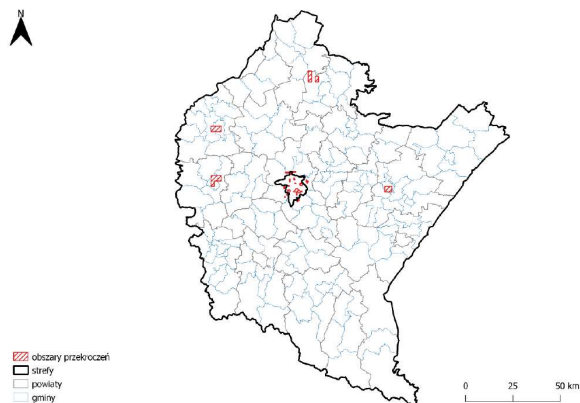 N
obszary przekroczeń
strefy
powiaty
gminy
0 25 50 km